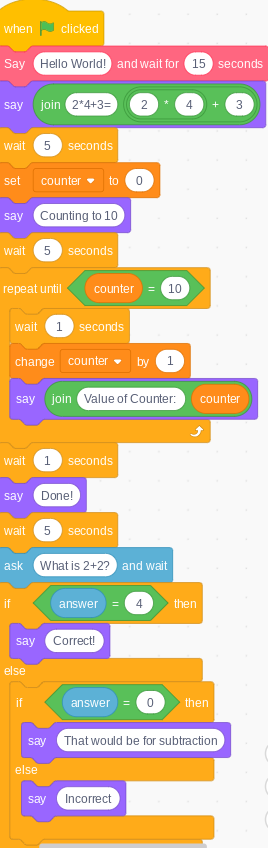 when clicked
Say Hello World! and wait for 15 seconds
say join 2*4+3= 2 * 4 + 3
wait 5 seconds
set counter to 0
say Counting to 10
wait 5 seconds
repeat until counter = 10
wait 1 seconds
change counter by 1
say join Value of Counter: counter
wait 1 seconds
say Done!
wait 5 seconds
ask What is 2+2? and wait
if answer = 4 then
say Correct!
else
if answer = 0 then
say That would be for subtraction
else
say Incorrect